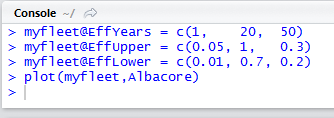 Console ~/
> myfleet@EffYears = c(1,    20,  50)
> myfleet@EffUpper = c(0.05, 1,   0.3)
> myfleet@EffLower = c(0.01, 0.7, 0.2)
> plot(myfleet,Albacore)
>